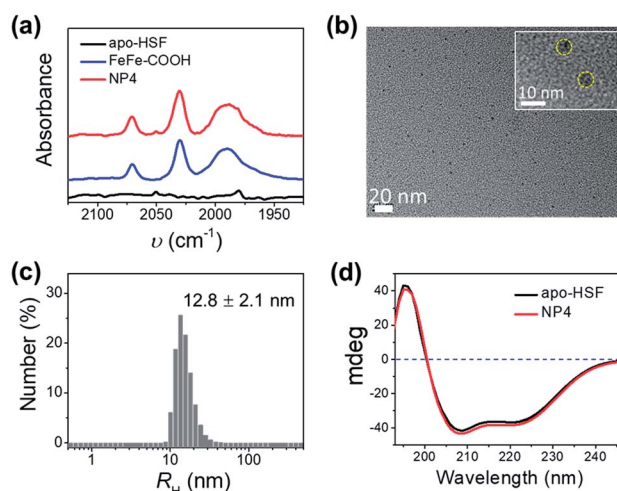 (a)
apo-HSF
FeFe-COOH
NP4
Absorbance
2100 2050 2000 1950
υ (cm⁻¹)
(b)
10 nm
20 nm
(c)
12.8 ± 2.1 nm
Number (%)
30
20
10
0
1 10 100
R_H (nm)
(d)
apo-HSF
NP4
mdeg
40
20
0
-20
-40
200 210 220 230 240
Wavelength (nm)